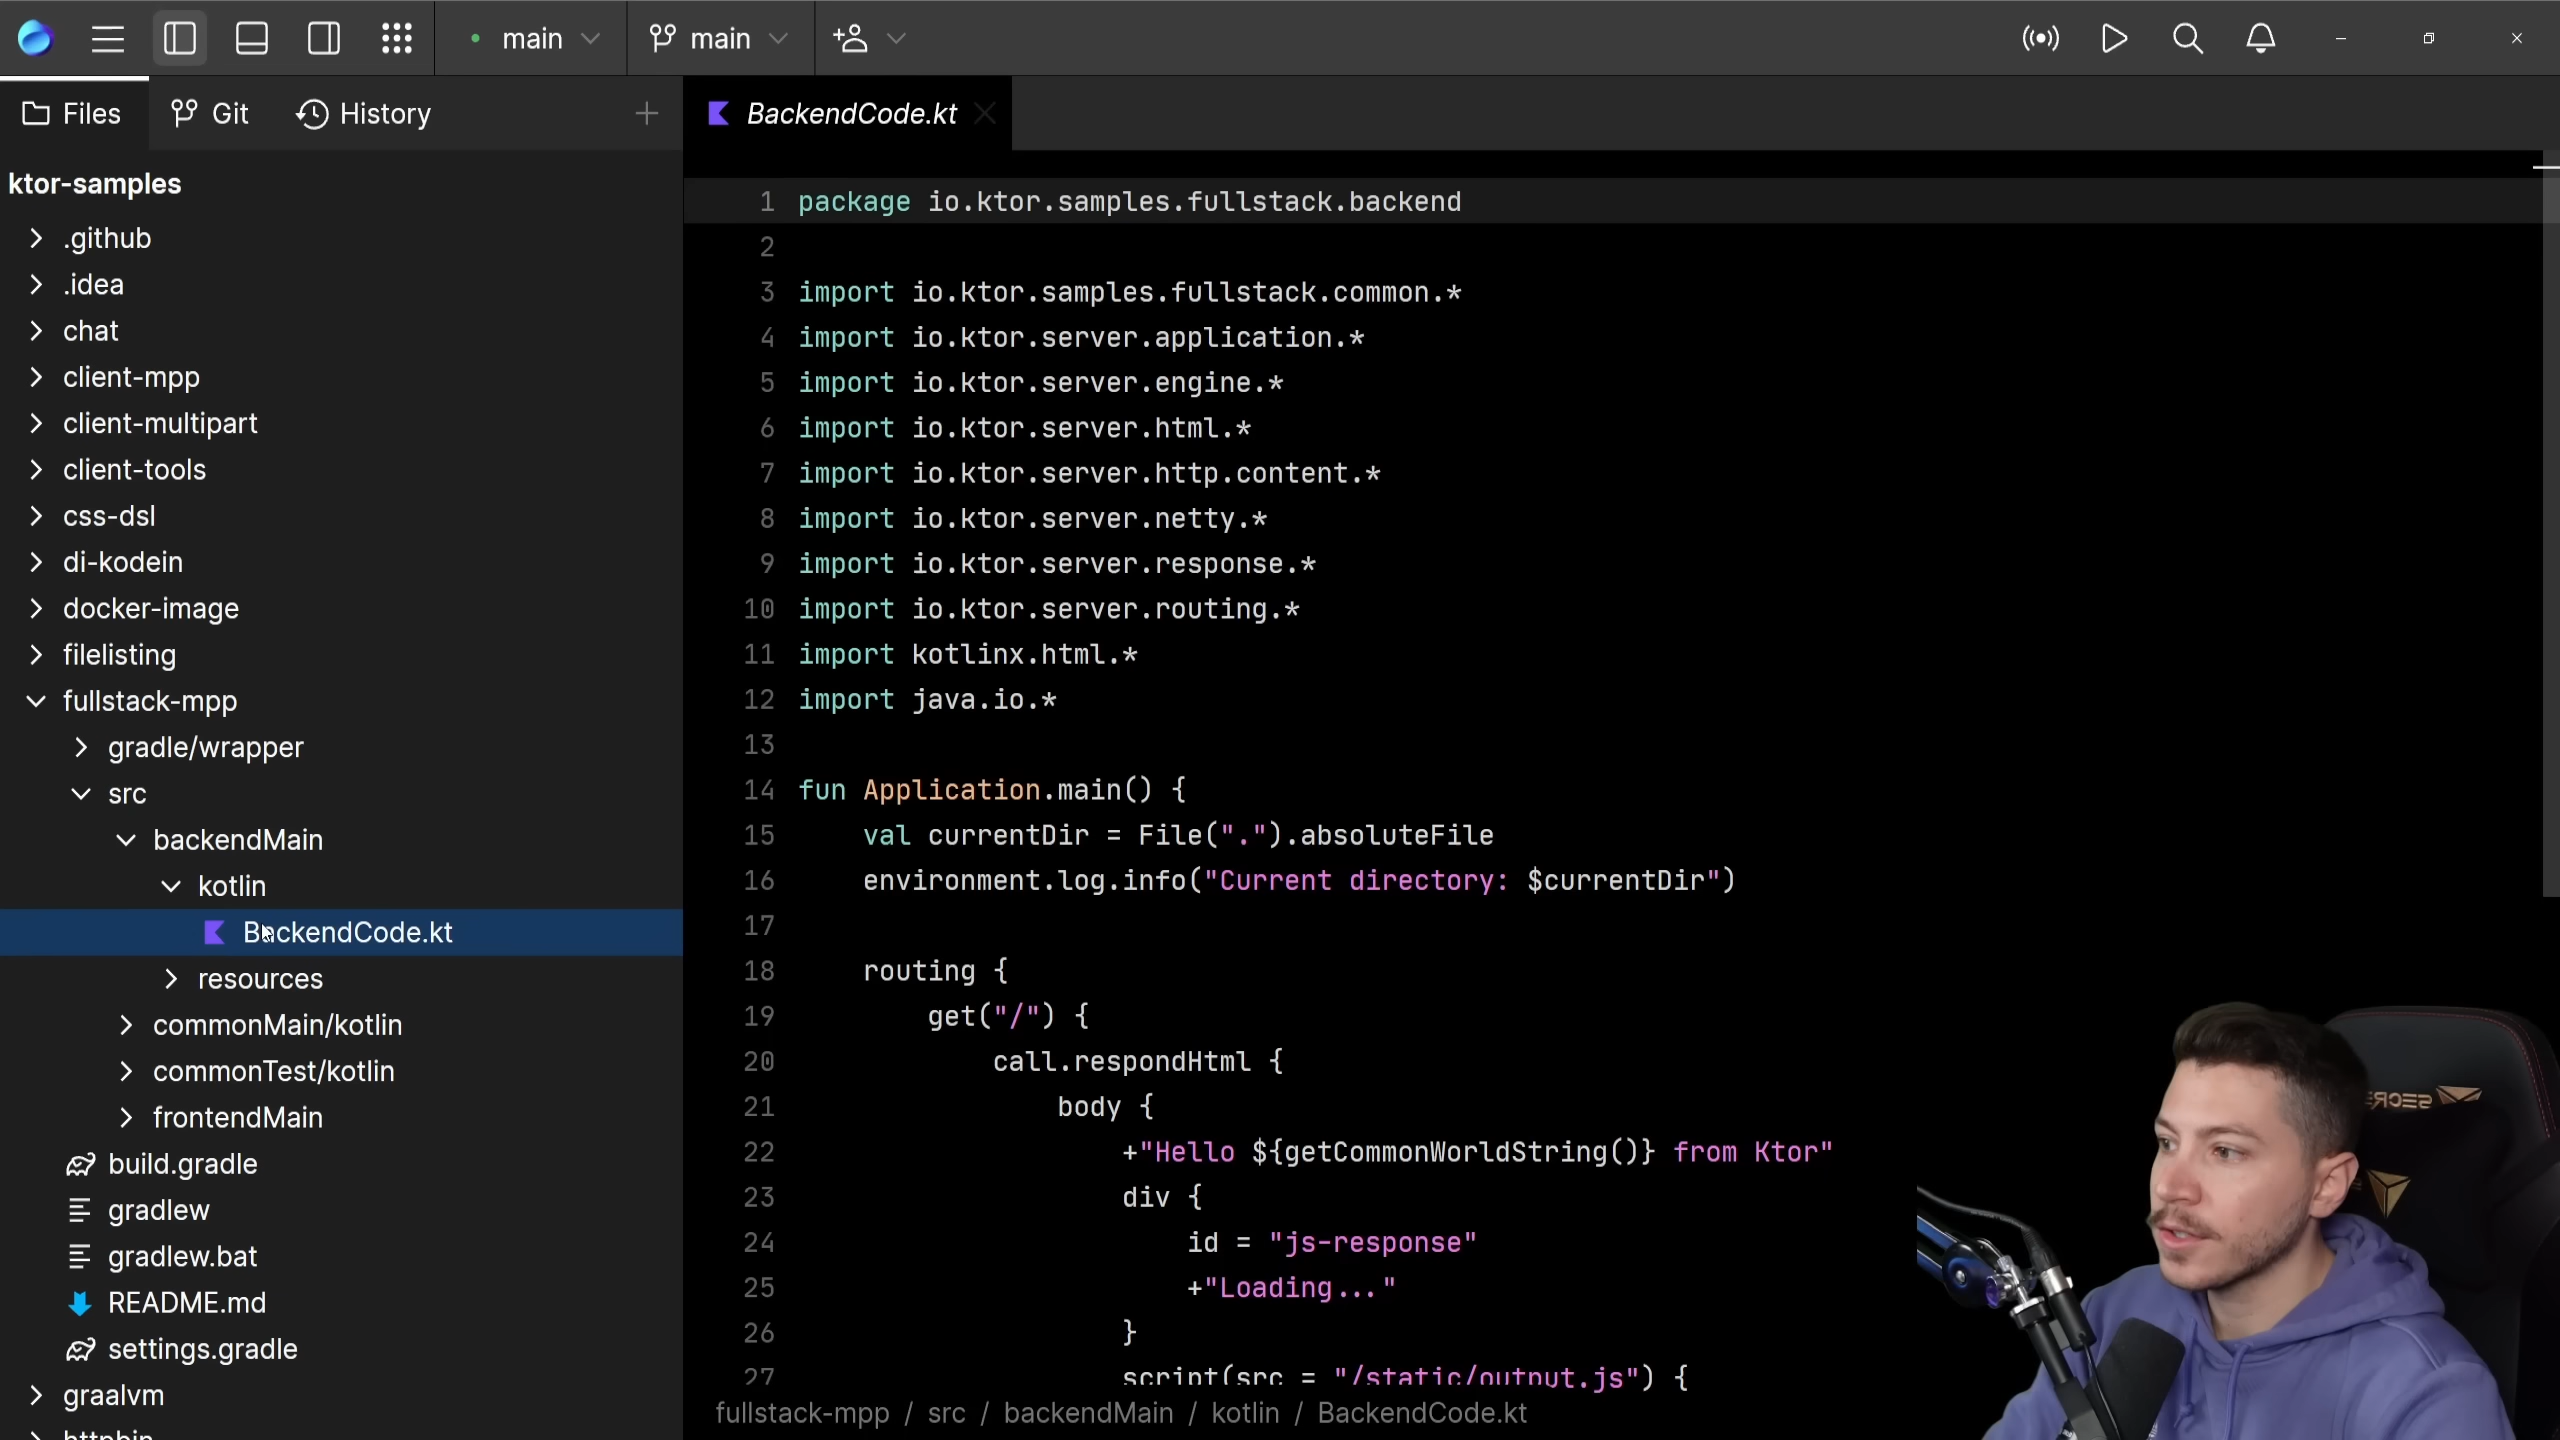 main
main
Files
Git
History
BackendCode.kt
ktor-samples
.github
.idea
chat
client-mpp
client-multipart
client-tools
css-dsl
di-kodein
docker-image
filelisting
fullstack-mpp
gradle/wrapper
src
backendMain
kotlin
BackendCode.kt
resources
commonMain/kotlin
commonTest/kotlin
frontendMain
build.gradle
gradlew
gradlew.bat
README.md
settings.gradle
graalvm
httpbin
1 package io.ktor.samples.fullstack.backend
2
3 import io.ktor.samples.fullstack.common.*
4 import io.ktor.server.application.*
5 import io.ktor.server.engine.*
6 import io.ktor.server.html.*
7 import io.ktor.server.http.content.*
8 import io.ktor.server.netty.*
9 import io.ktor.server.response.*
10 import io.ktor.server.routing.*
11 import kotlinx.html.*
12 import java.io.*
13
14 fun Application.main() {
15     val currentDir = File(".").absoluteFile
16     environment.log.info("Current directory: $currentDir")
17
18     routing {
19         get("/") {
20             call.respondHtml {
21                 body {
22                     +"Hello ${getCommonWorldString()} from Ktor"
23                     div {
24                         id = "js-response"
25                         +"Loading..."
26                     }
27                     script(src = "/static/output.js") {
fullstack-mpp / src / backendMain / kotlin / BackendCode.kt